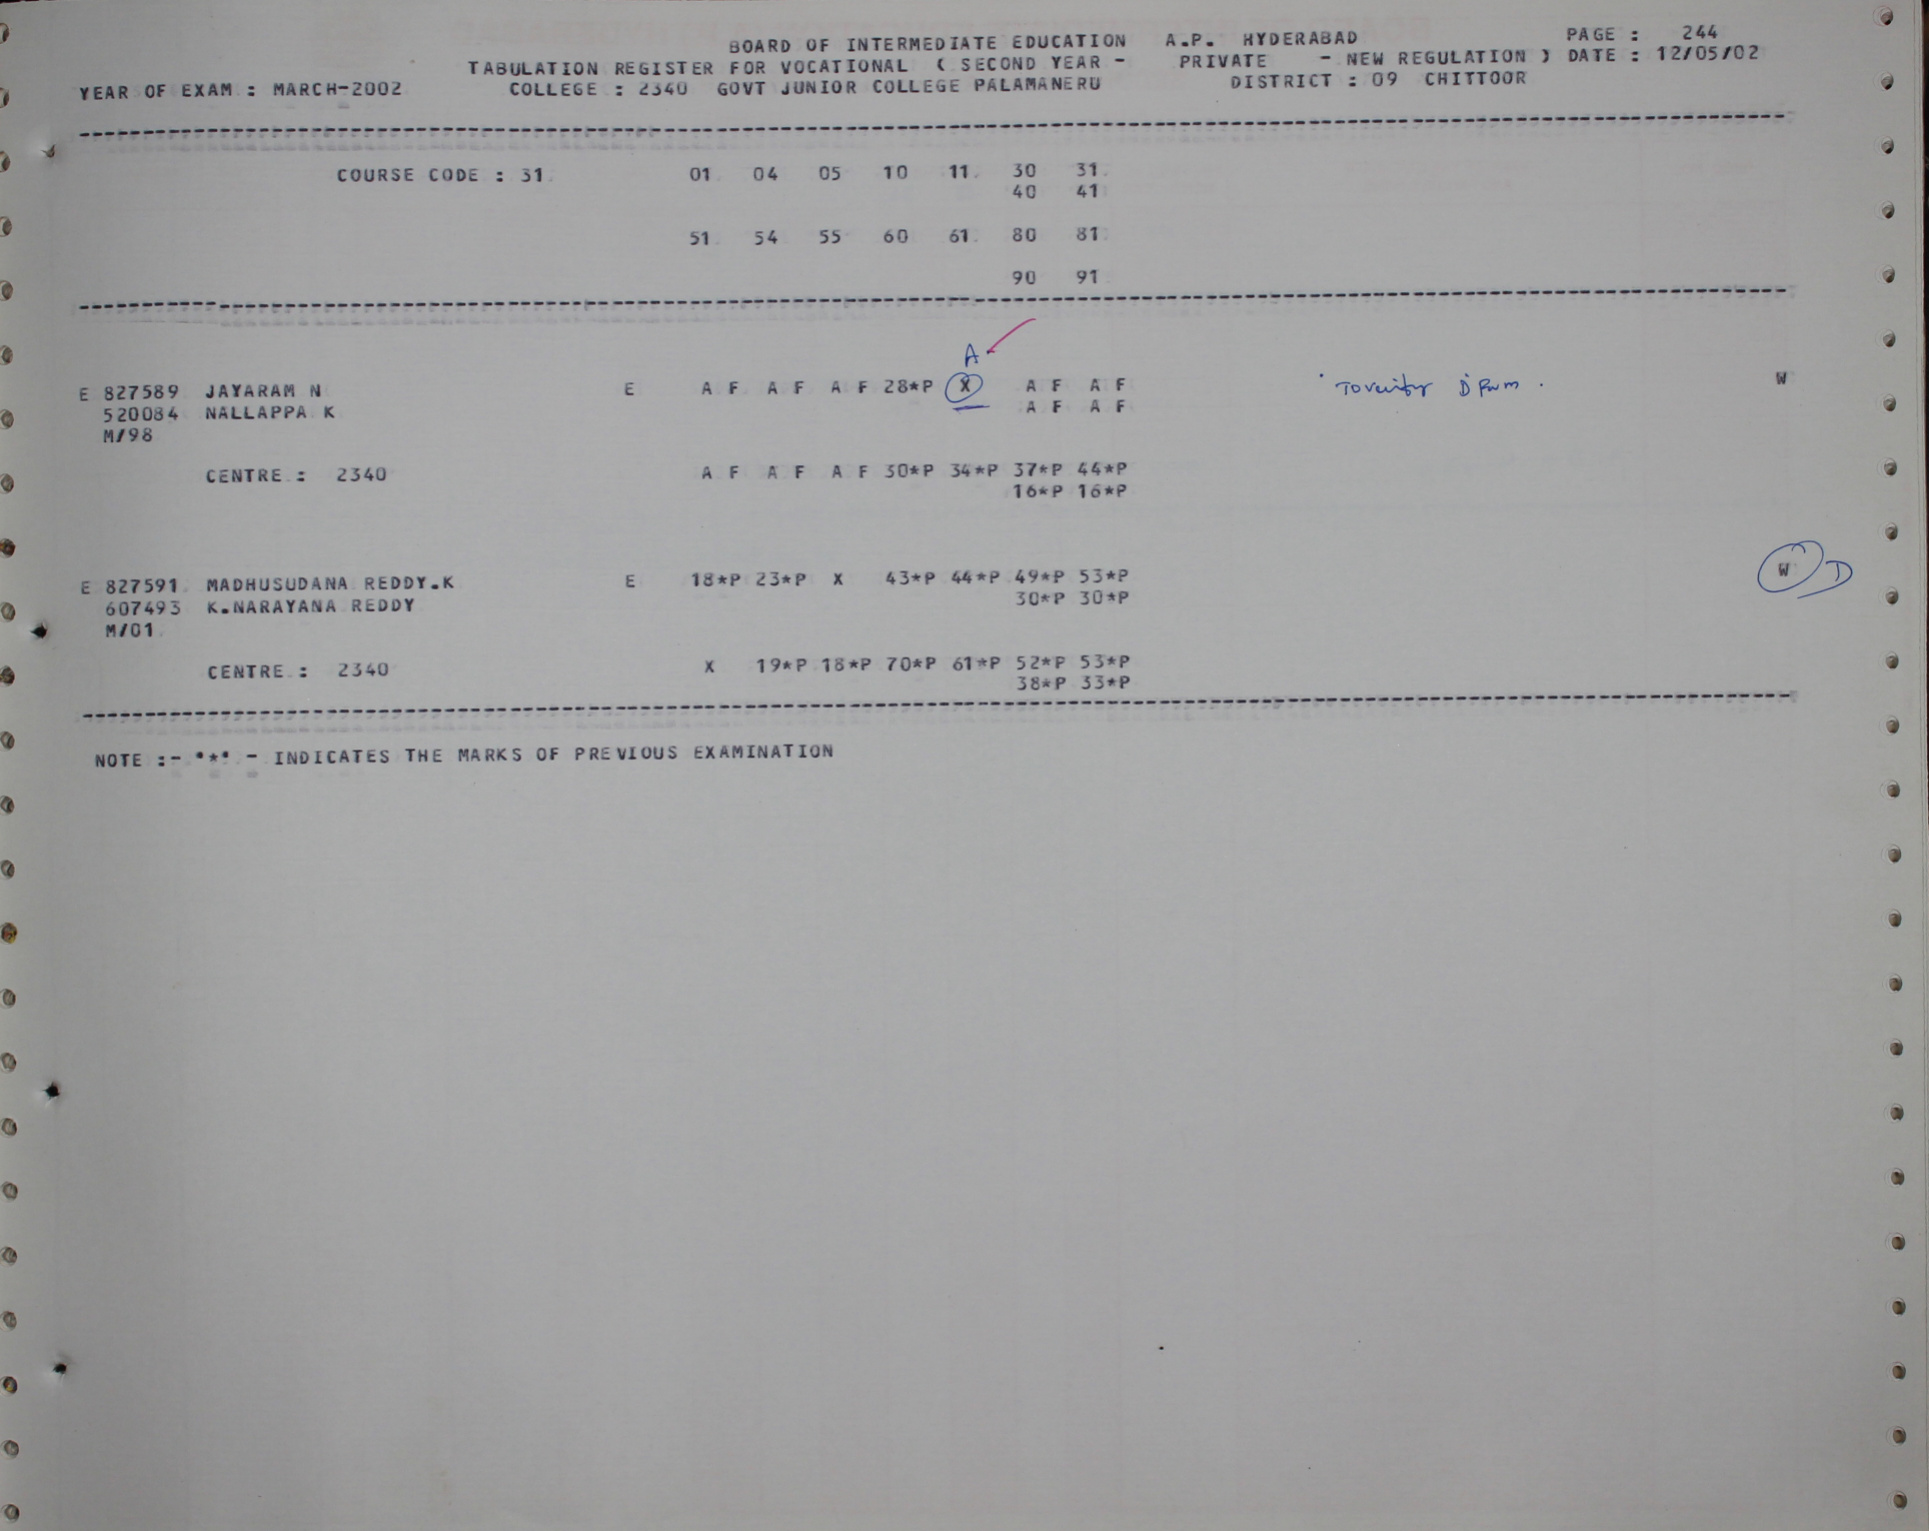 BOARD OF INTERMEDIATE EDUCATION A.P. HYDERABAD PAGE : 244
TABULATION REGISTER FOR VOCATIONAL ( SECOND YEAR - PRIVATE - NEW REGULATION ) DATE : 12/05/02
YEAR OF EXAM : MARCH-2002 COLLEGE : 2340 GOVT JUNIOR COLLEGE PALAMANERU DISTRICT : 09 CHITTOOR
COURSE CODE : 31 01 04 05 10 11 30 31
40 41
51 54 55 60 61 80 81
90 91
A
E 827589 JAYARAM N E A F A F A F 28*P X A F A F W
520084 NALLAPPA K A F A F
M/98
CENTRE : 2340 A F A F A F 30*P 34*P 37*P 44*P
16*P 16*P
E 827591 MADHUSUDANA REDDY.K E 18*P 23*P X 43*P 44*P 49*P 53*P W D
607493 K.NARAYANA REDDY 30*P 30*P
M/01
CENTRE : 2340 X 19*P 18*P 70*P 61*P 52*P 53*P
38*P 33*P
NOTE :- "*" - INDICATES THE MARKS OF PREVIOUS EXAMINATION